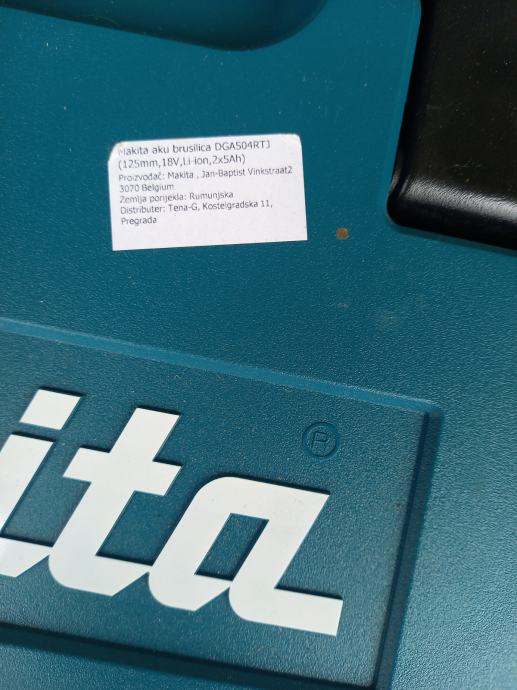 Makita aku brusilica DGA504RTJ
(125mm,18V,Li-ion,2x5Ah)
Proizvođač: Makita , Jan-Baptist Vinkstraat2
3070 Belgium
Zemlja porijekla: Rumunjska
Distributer: Tena-G, Kostelgradska 11,
Pregrada
®
ita